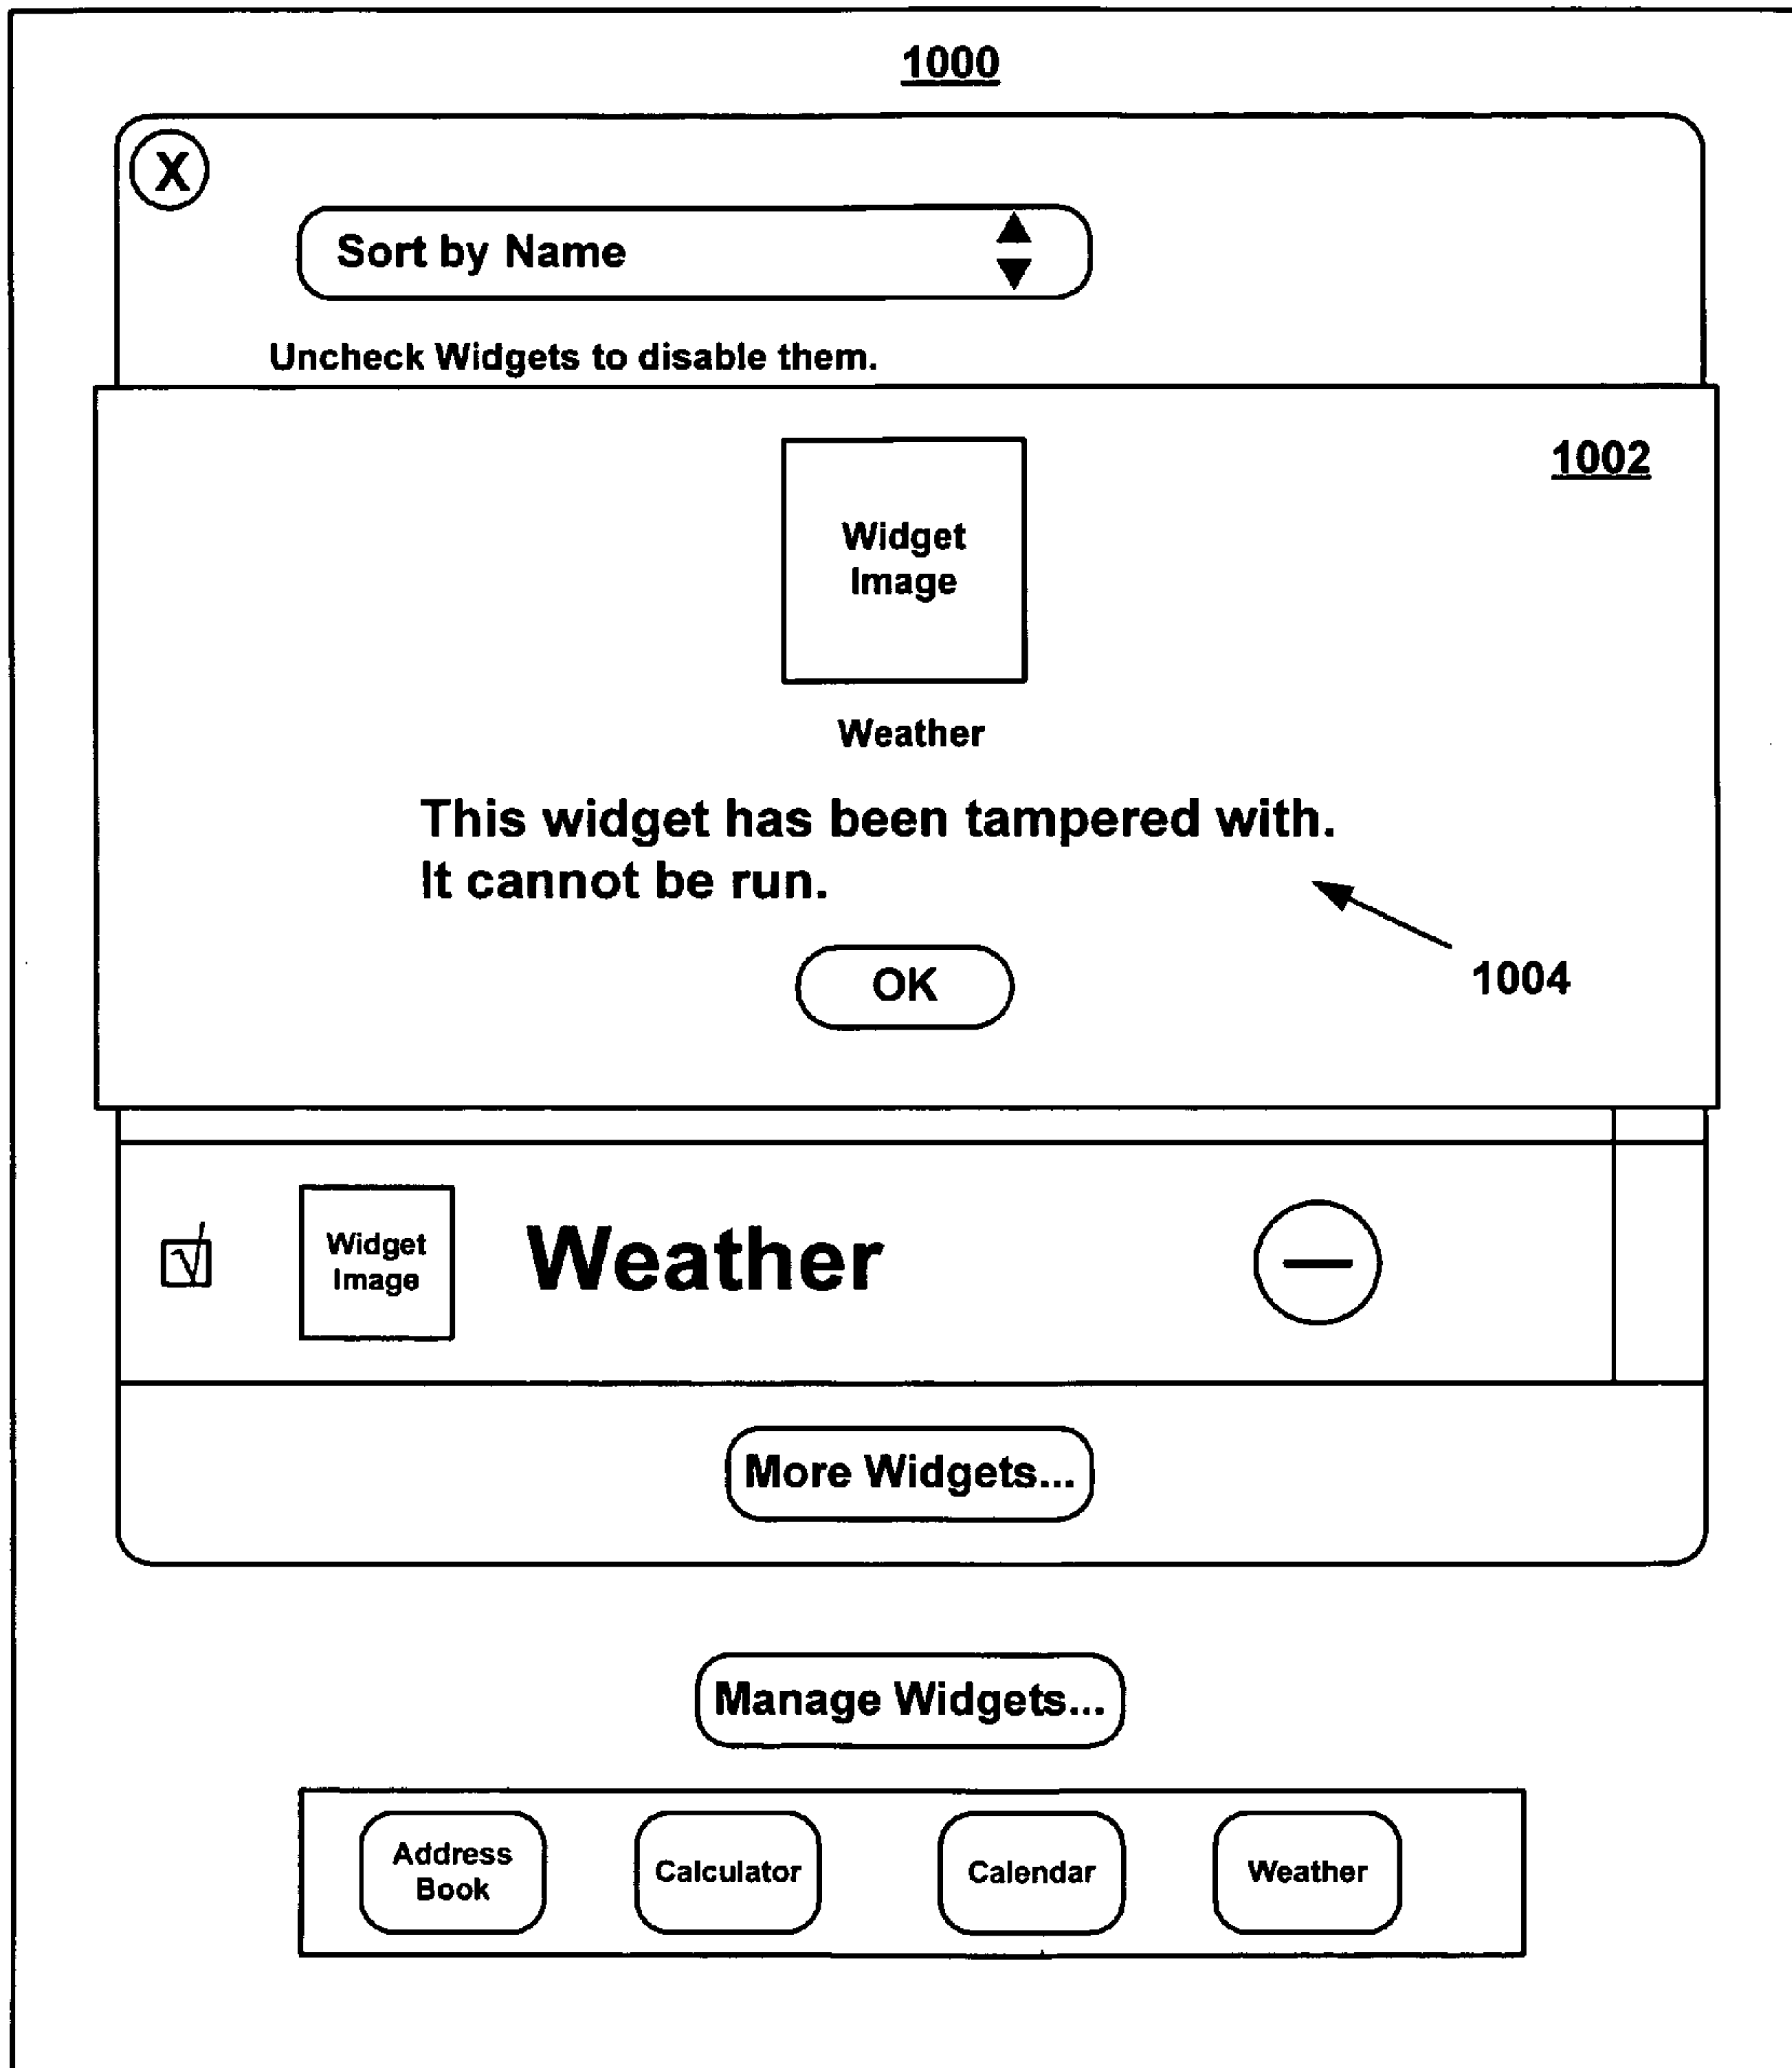 1000
X
Sort by Name
Uncheck Widgets to disable them.
1002
Widget
Image
Weather
This widget has been tampered with.
It cannot be run.
OK
1004
Widget
Image
Weather
More Widgets...
Manage Widgets...
Address
Book
Calculator
Calendar
Weather